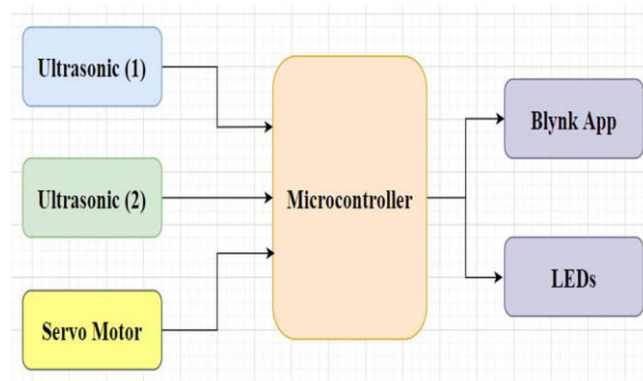 Ultrasonic (1)
Ultrasonic (2)
Servo Motor
Microcontroller
Blynk App
LEDs